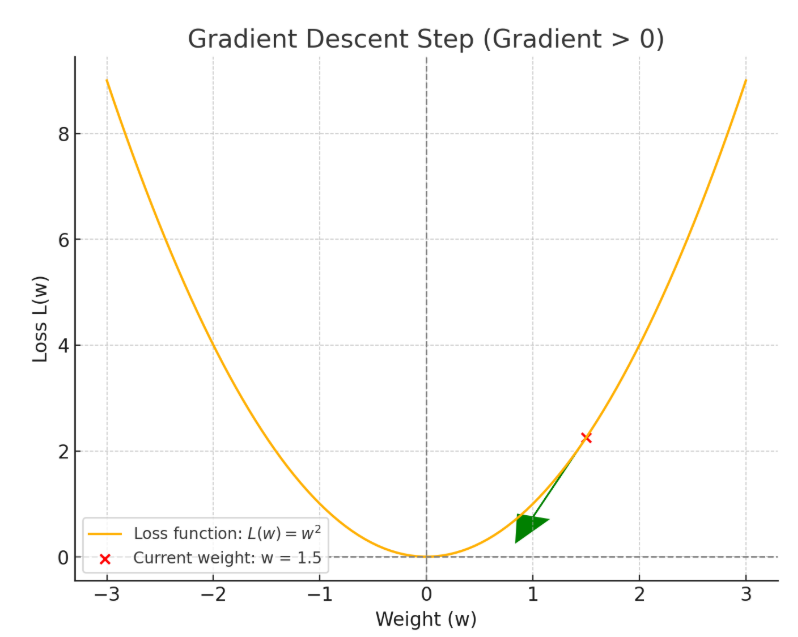 Gradient Descent Step (Gradient > 0)
Loss L(w)
8
6
4
2
0
Loss function: L(w) = w²
Current weight: w = 1.5
−3
−2
−1
0
1
2
3
Weight (w)